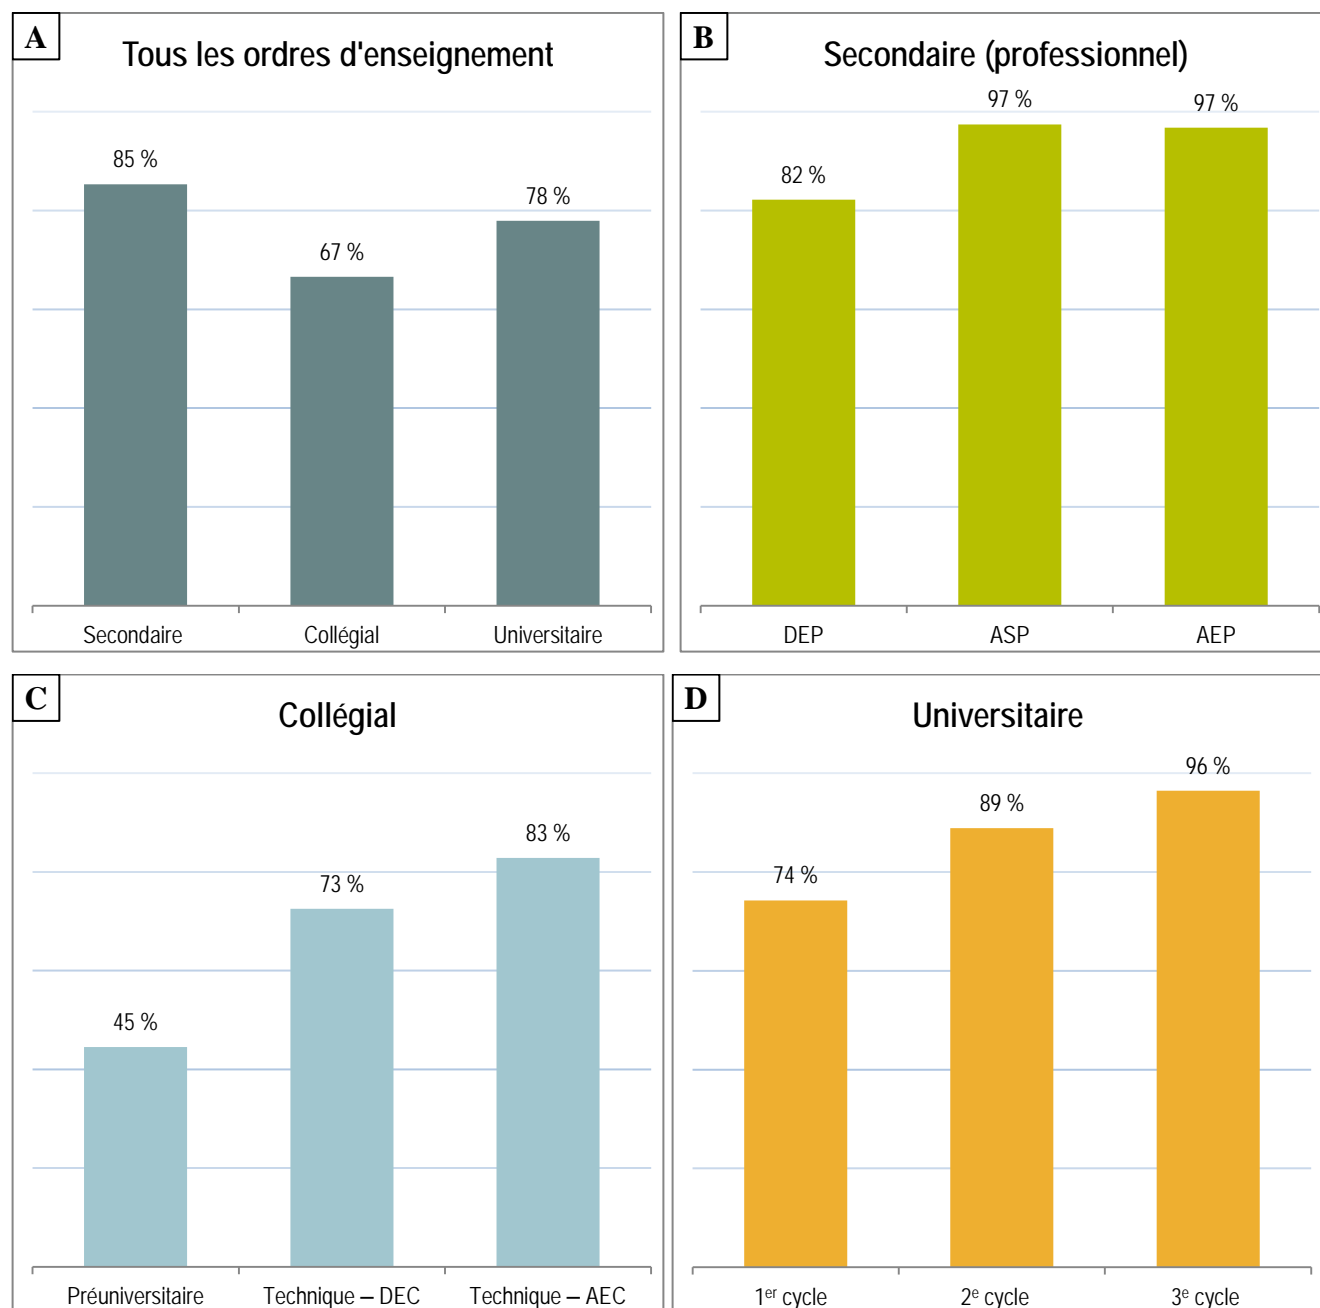 A
Tous les ordres d'enseignement
85 %
67 %
78 %
Secondaire
Collégial
Universitaire
B
Secondaire (professionnel)
82 %
97 %
97 %
DEP
ASP
AEP
C
Collégial
45 %
73 %
83 %
Préuniversitaire
Technique – DEC
Technique – AEC
D
Universitaire
74 %
89 %
96 %
1er cycle
2e cycle
3e cycle